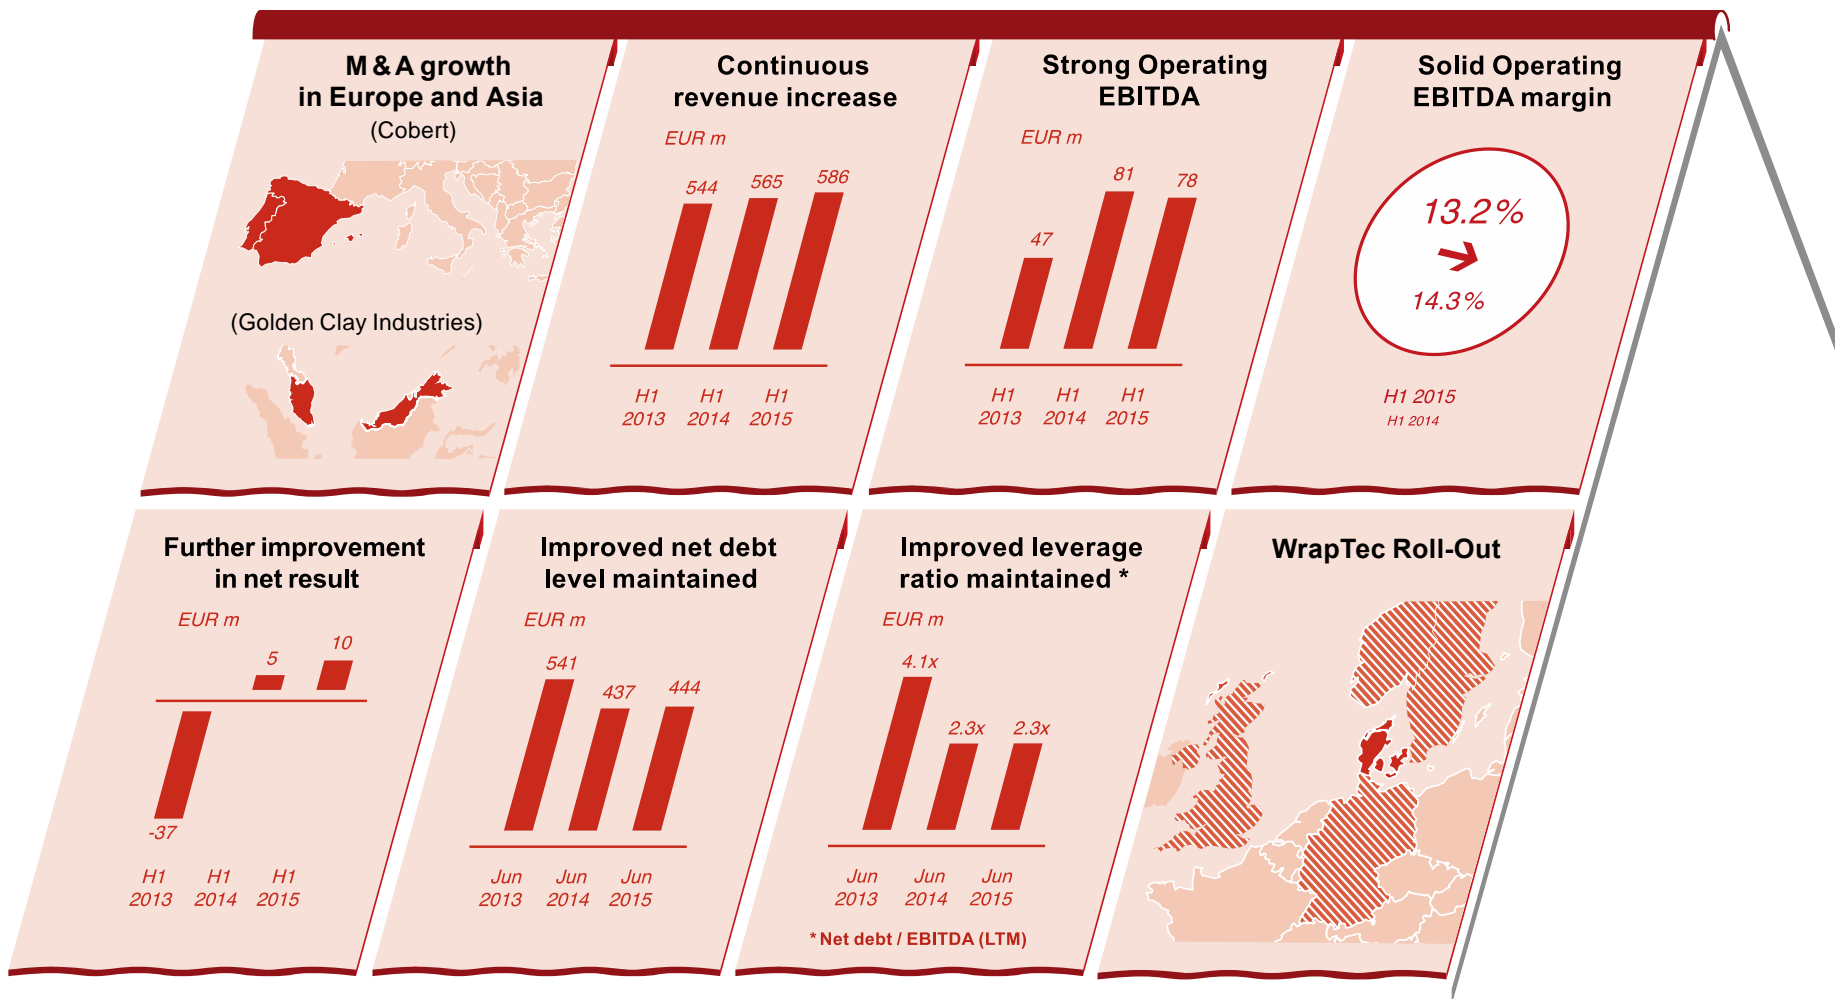 M & A growth
in Europe and Asia
(Cobert)
(Golden Clay Industries)
Continuous
revenue increase
EUR m
544 565 586
H1 H1 H1
2013 2014 2015
Strong Operating
EBITDA
EUR m
47 81 78
H1 H1 H1
2013 2014 2015
Solid Operating
EBITDA margin
13.2%
14.3%
H1 2015
H1 2014
Further improvement
in net result
EUR m
5 10
-37
H1 H1 H1
2013 2014 2015
Improved net debt
level maintained
EUR m
541 437 444
Jun Jun Jun
2013 2014 2015
Improved leverage
ratio maintained *
EUR m
4.1x
2.3x 2.3x
Jun Jun Jun
2013 2014 2015
* Net debt / EBITDA (LTM)
WrapTec Roll-Out